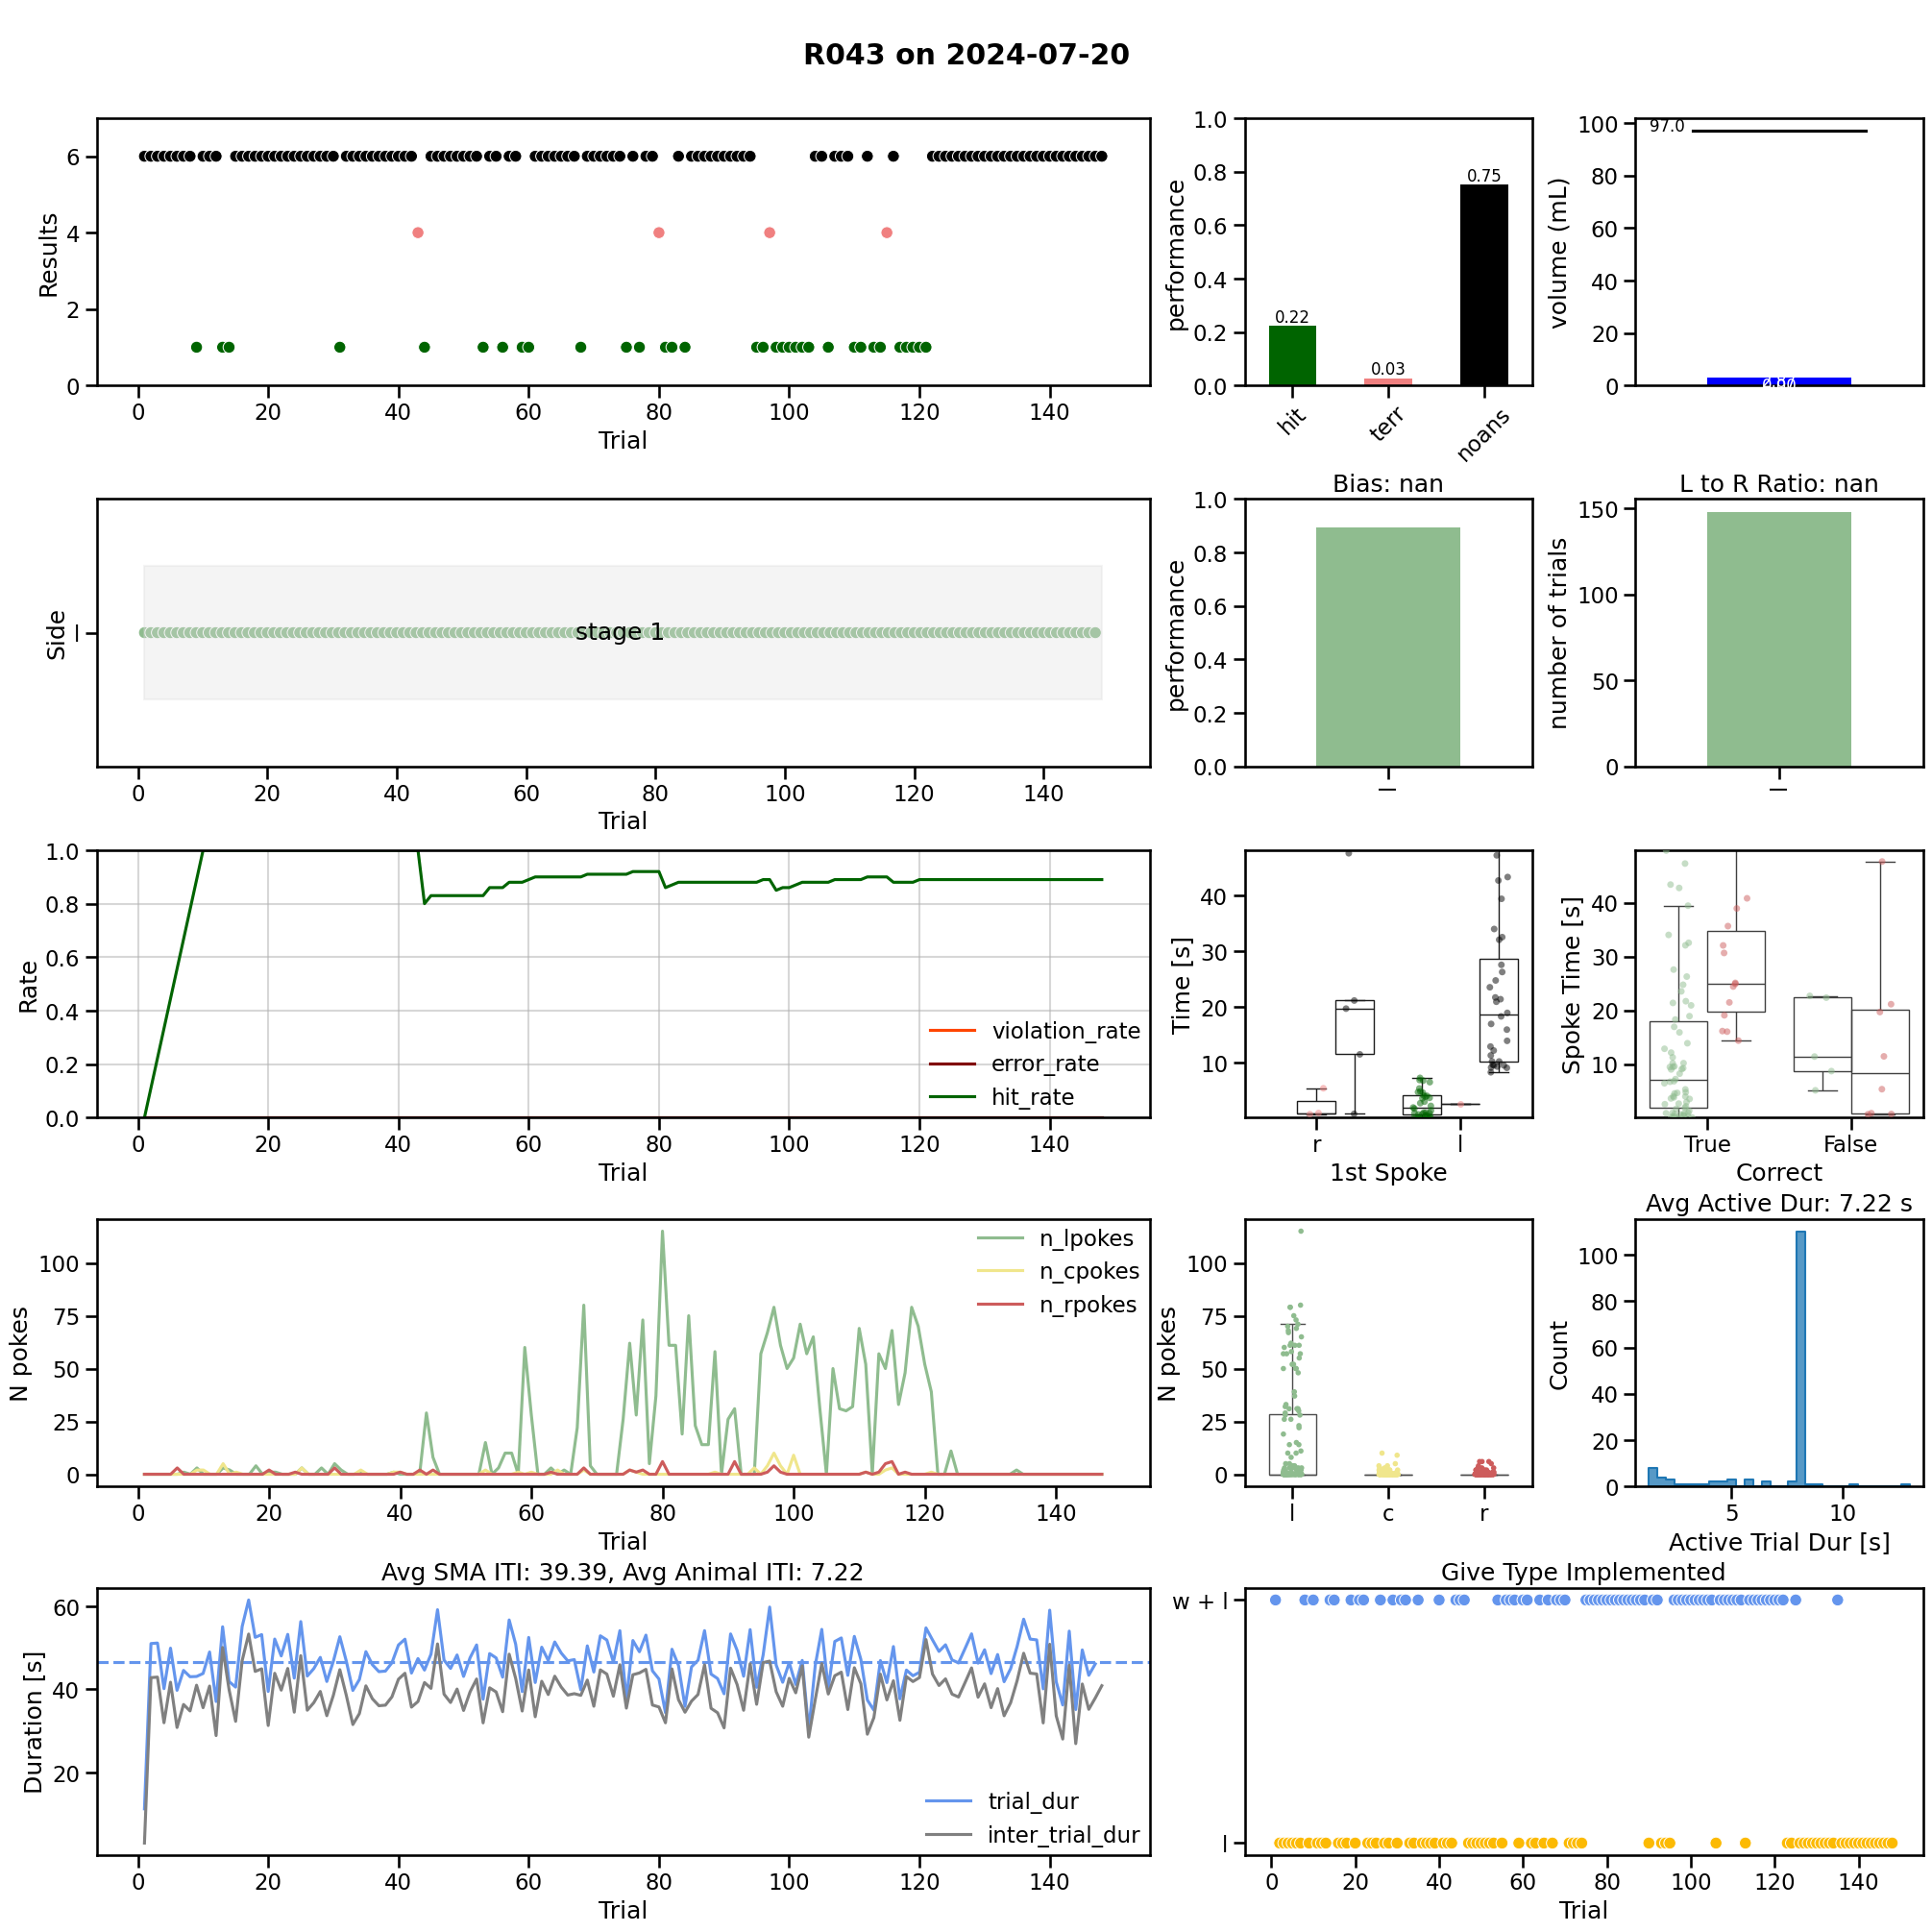 R043 on 2024-07-20
Results
6
4
2
0
0 20 40 60 80 100 120 140
Trial
performance
1.0
0.8
0.6
0.4
0.2
0.0
0.22
0.03
0.75
hit
terr
noans
volume (mL)
100
80
60
40
20
0
97.0
Side
l
stage 1
0 20 40 60 80 100 120 140
Trial
Bias: nan
performance
1.0
0.8
0.6
0.4
0.2
0.0
l
L to R Ratio: nan
number of trials
150
100
50
0
l
Rate
1.0
0.8
0.6
0.4
0.2
0.0
violation_rate
error_rate
hit_rate
0 20 40 60 80 100 120 140
Trial
Time [s]
40
30
20
10
r l
1st Spoke
Spoke Time [s]
40
30
20
10
True False
Correct
N pokes
100
75
50
25
0
n_lpokes
n_cpokes
n_rpokes
0 20 40 60 80 100 120 140
Trial
N pokes
100
75
50
25
0
l c r
Avg Active Dur: 7.22 s
Count
100
80
60
40
20
0
5 10
Active Trial Dur [s]
Avg SMA ITI: 39.39, Avg Animal ITI: 7.22
Duration [s]
60
40
20
trial_dur
inter_trial_dur
0 20 40 60 80 100 120 140
Trial
Give Type Implemented
w + l
l
0 20 40 60 80 100 120 140
Trial